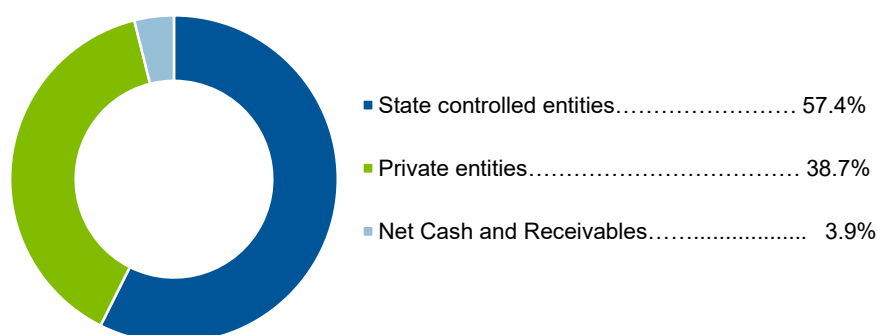 State controlled entities…………………… 57.4%
Private entities……………………………… 38.7%
Net Cash and Receivables……................... 3.9%